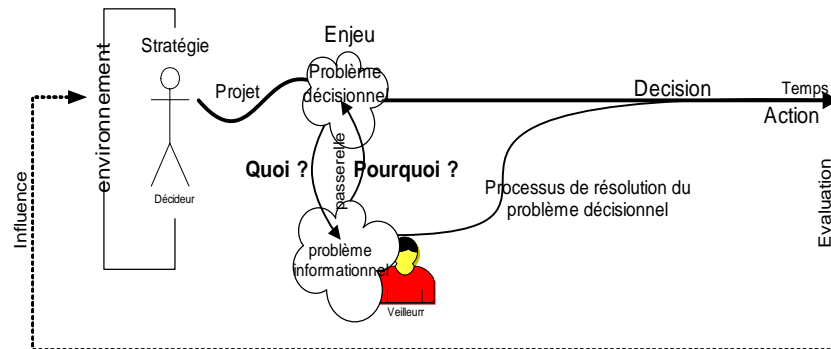 Enjeu
Stratégie
environnement
Projet
Problème
décisionnel
Decision
Temps
Action
Décideur
Quoi ?
passerelle
Pourquoi ?
Processus de résolution du
problème décisionnel
Influence
Evaluation
problème
informationnel
Veilleurr